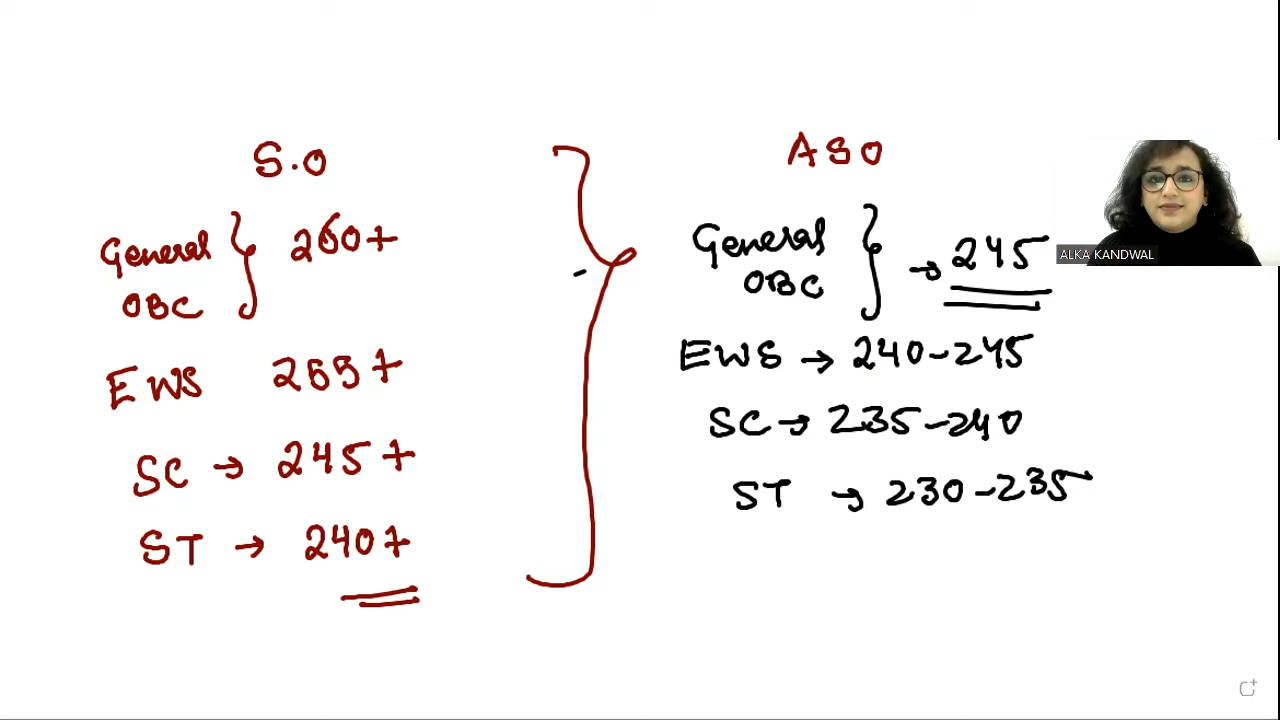 S.O
General } 260+
OBC
EWS 255+
SC → 245+
ST → 240+
ASO
General } → 245
OBC
EWS → 240-245
SC → 235-240
ST → 230-235
ALKA KANDWAL